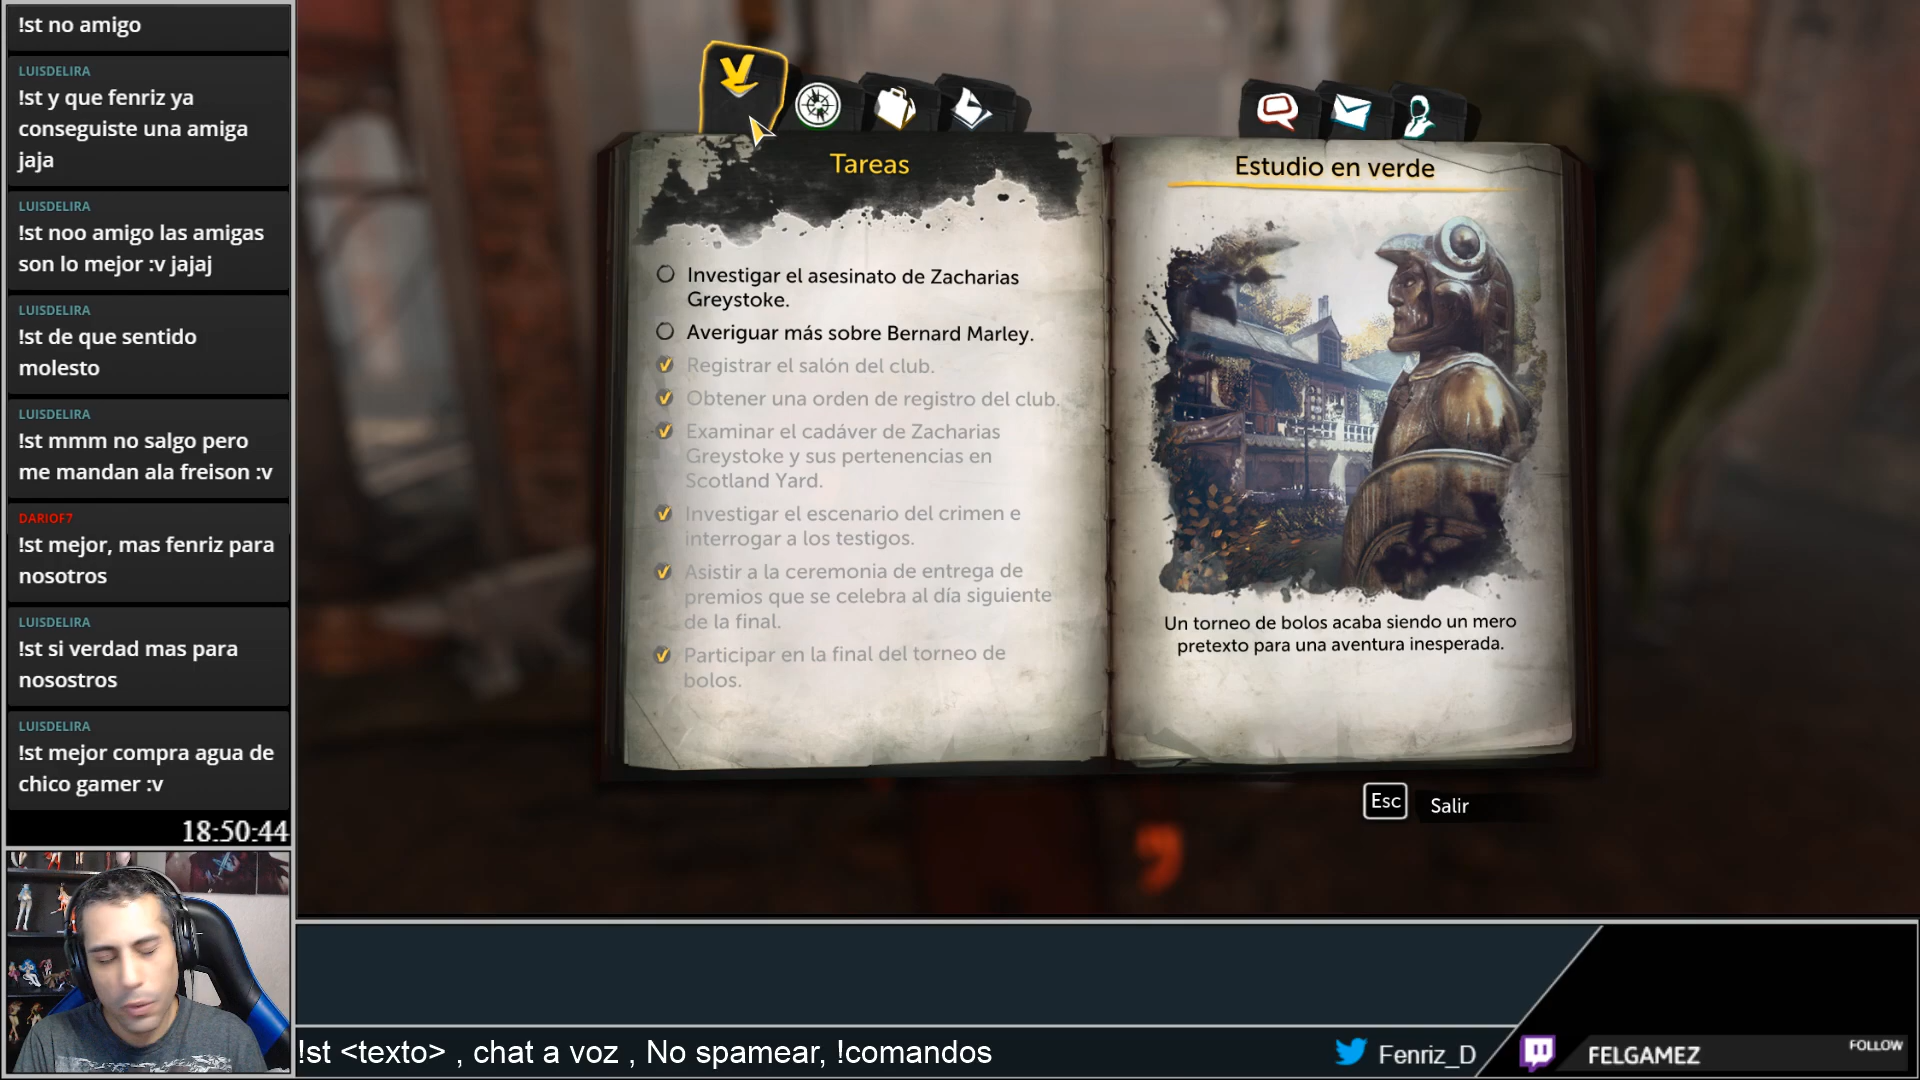 !st no amigo
LUISDELIRA
!st y que fenriz ya
conseguiste una amiga
jaja
LUISDELIRA
!st noo amigo las amigas
son lo mejor :v jajaj
LUISDELIRA
!st de que sentido
molesto
LUISDELIRA
!st mmm no salgo pero
me mandan ala freison :v
DARIOF7
!st mejor, mas fenriz para
nosotros
LUISDELIRA
!st si verdad mas para
nosostros
LUISDELIRA
!st mejor compra agua de
chico gamer :v
18:50:44
Tareas
Investigar el asesinato de Zacharias
Greystoke.
Averiguar más sobre Bernard Marley.
Registrar el salón del club.
Obtener una orden de registro del club.
Examinar el cadáver de Zacharias
Greystoke y sus pertenencias en
Scotland Yard.
Investigar el escenario del crimen e
interrogar a los testigos.
Asistir a la ceremonia de entrega de
premios que se celebra al día siguiente
de la final.
Participar en la final del torneo de
bolos.
Estudio en verde
Un torneo de bolos acaba siendo un mero
pretexto para una aventura inesperada.
Esc Salir
!st <texto> , chat a voz , No spamear, !comandos
Fenriz_D
FELGAMEZ
FOLLOW